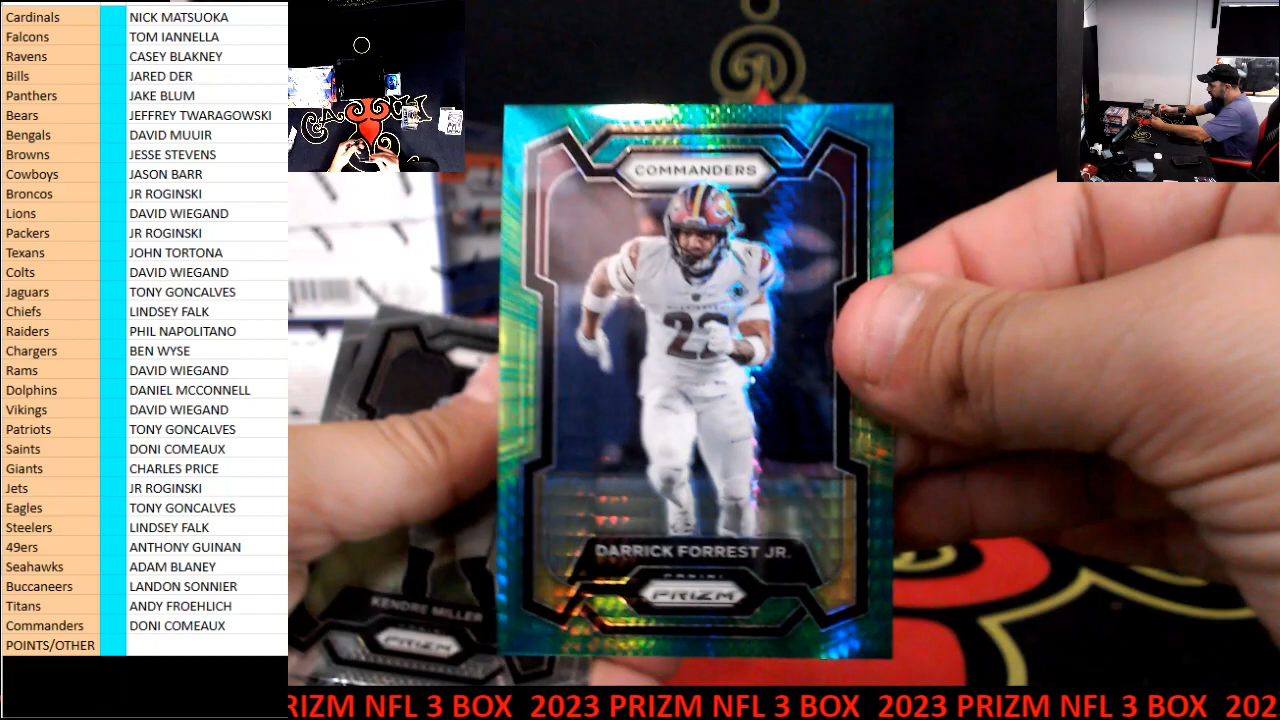 Cardinals NICK MATSUOKA
Falcons TOM IANNELLA
Ravens CASEY BLAKNEY
Bills JARED DER
Panthers JAKE BLUM
Bears JEFFREY TWARAGOWSKI
Bengals DAVID MUUIR
Browns JESSE STEVENS
Cowboys JASON BARR
Broncos JR ROGINSKI
Lions DAVID WIEGAND
Packers JR ROGINSKI
Texans JOHN TORTONA
Colts DAVID WIEGAND
Jaguars TONY GONCALVES
Chiefs LINDSEY FALK
Raiders PHIL NAPOLITANO
Chargers BEN WYSE
Rams DAVID WIEGAND
Dolphins DANIEL MCCONNELL
Vikings DAVID WIEGAND
Patriots TONY GONCALVES
Saints DONI COMEAUX
Giants CHARLES PRICE
Jets JR ROGINSKI
Eagles TONY GONCALVES
Steelers LINDSEY FALK
49ers ANTHONY GUINAN
Seahawks ADAM BLANEY
Buccaneers LANDON SONNIER
Titans ANDY FROEHLICH
Commanders DONI COMEAUX
POINTS/OTHER
COMMANDERS
22
DARRICK FORREST JR.
PANINI
PRIZM
KENDRE MILLER
PRIZM
RIZM NFL 3 BOX 2023 PRIZM NFL 3 BOX 2023 PRIZM NFL 3 BOX 202